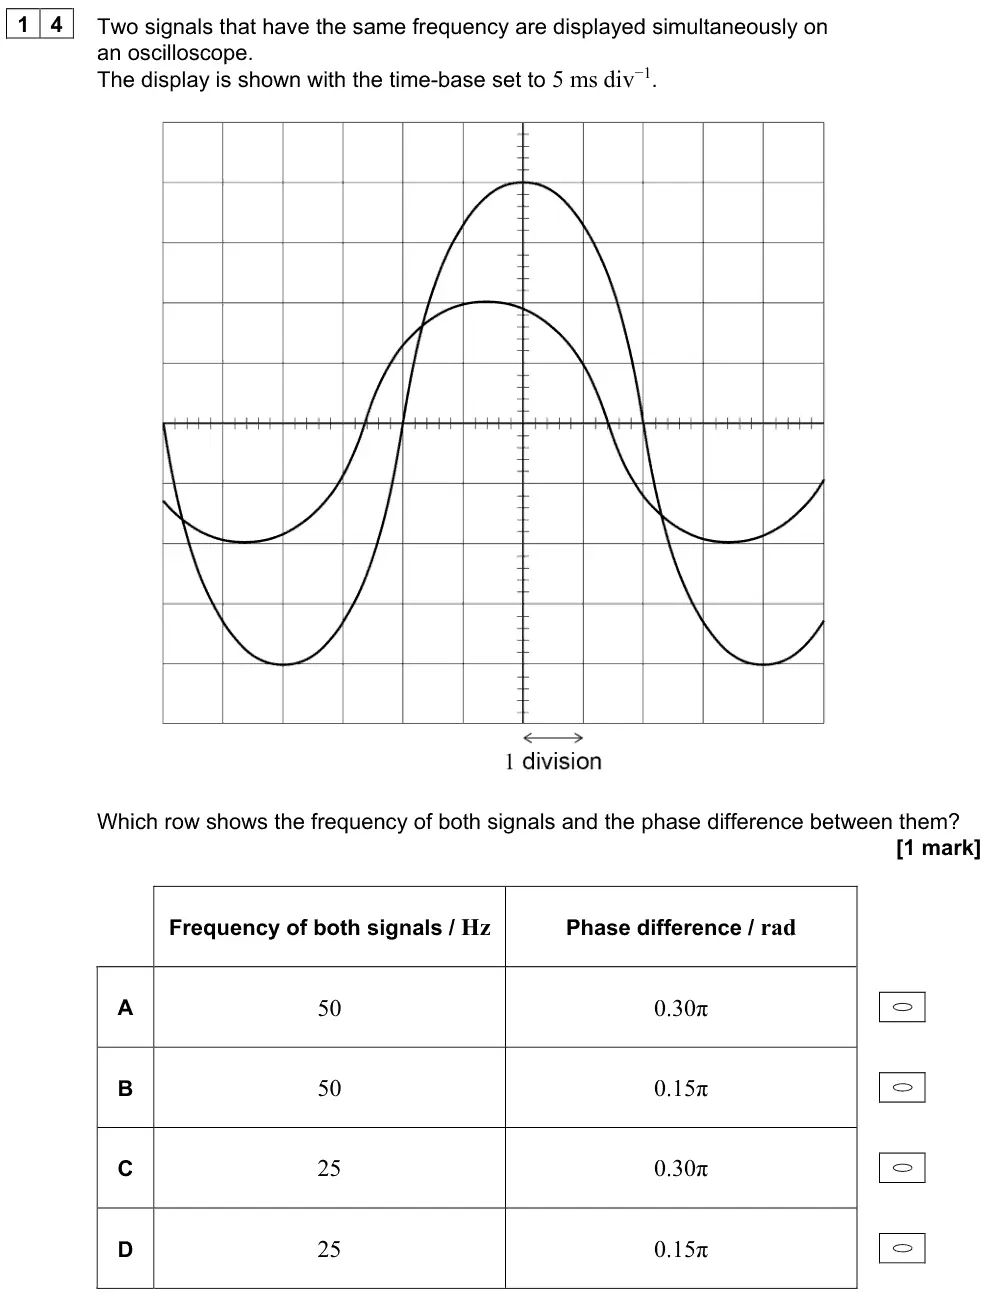 1 4 Two signals that have the same frequency are displayed simultaneously on
an oscilloscope.
The display is shown with the time-base set to 5 ms div⁻¹.
1 division
Which row shows the frequency of both signals and the phase difference between them?
[1 mark]
Frequency of both signals / Hz Phase difference / rad
A 50 0.30π
B 50 0.15π
C 25 0.30π
D 25 0.15π